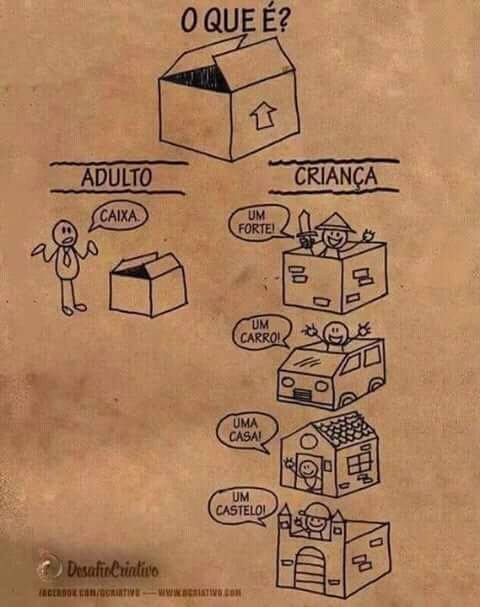 O QUE É?
ADULTO
CRIANÇA
CAIXA.
UM
FORTE!
UM
CARRO!
UMA
CASA!
UM
CASTELO!
DesafioCriativo
FACEBOOK.COM/DCRIATIVO — WWW.DCRIATIVO.COM